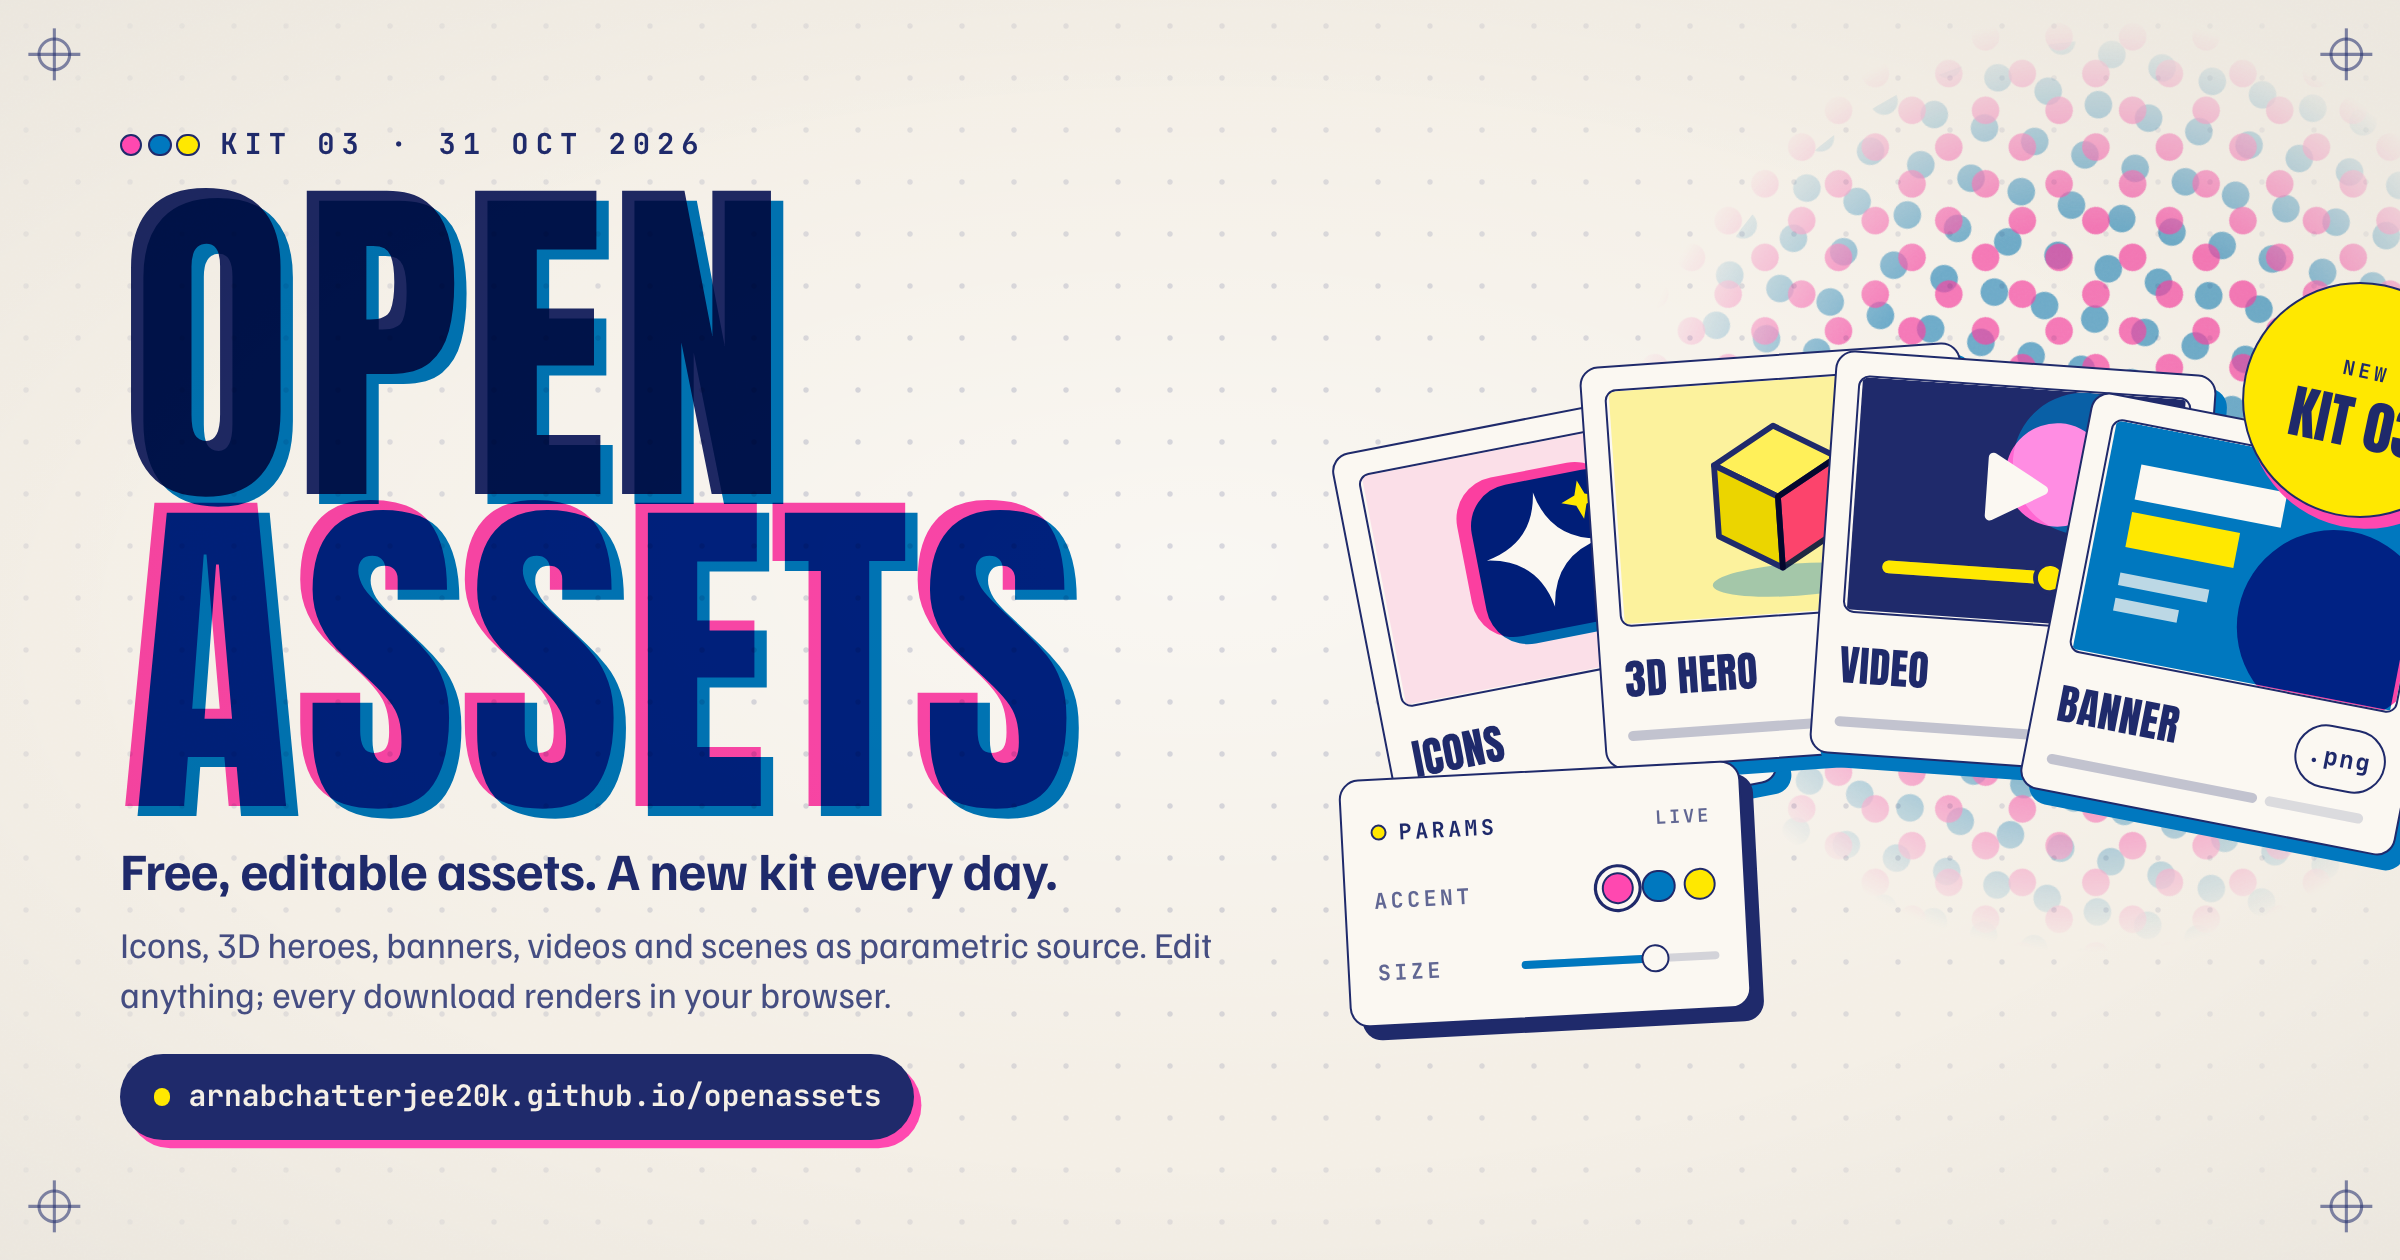 KIT 03 · 31 OCT 2026
OPEN
ASSETS
Free, editable assets. A new kit every day.
Icons, 3D heroes, banners, videos and scenes as parametric source. Edit
anything; every download renders in your browser.
arnabchatterjee20k.github.io/openassets
ICONS
3D HERO
VIDEO
BANNER
.png
NEW
KIT 03
PARAMS
LIVE
ACCENT
SIZE